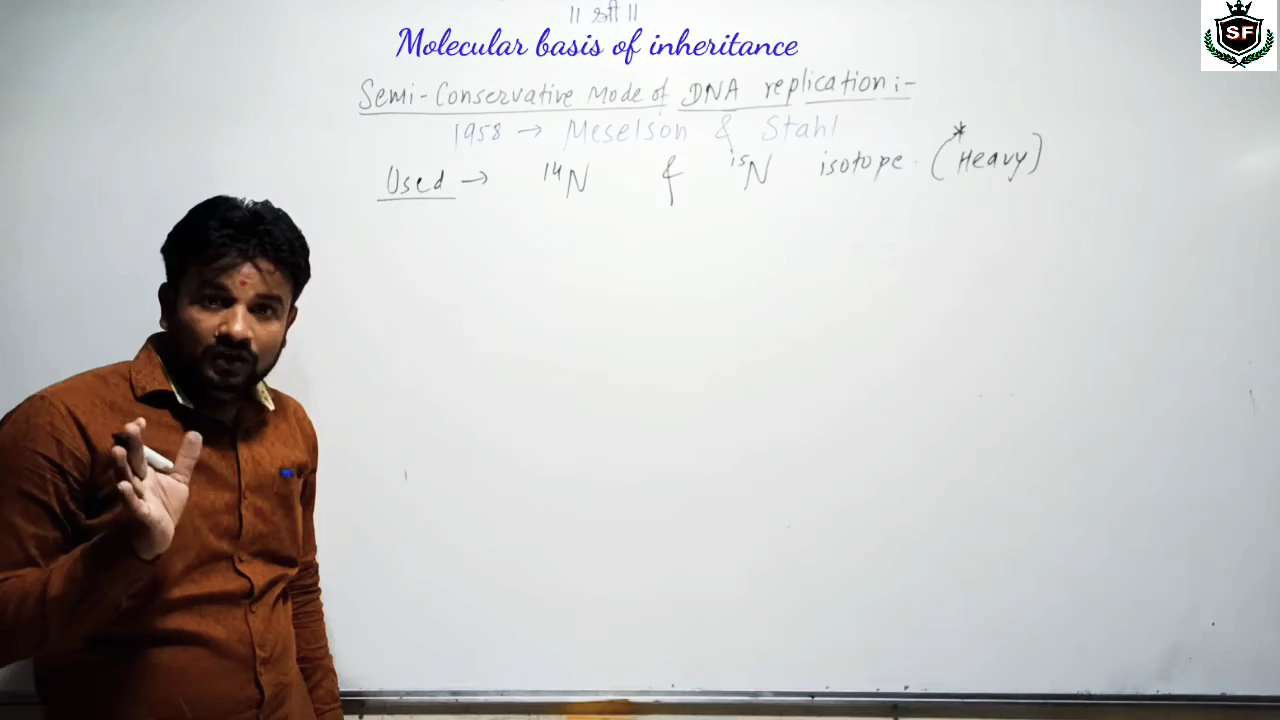 ॥ श्री ॥
Molecular basis of inheritance
Semi-Conservative Mode of DNA replication :-
1958 → Meselson & Stahl
Used → ¹⁴N & ¹⁵N isotope. (*Heavy)
SF